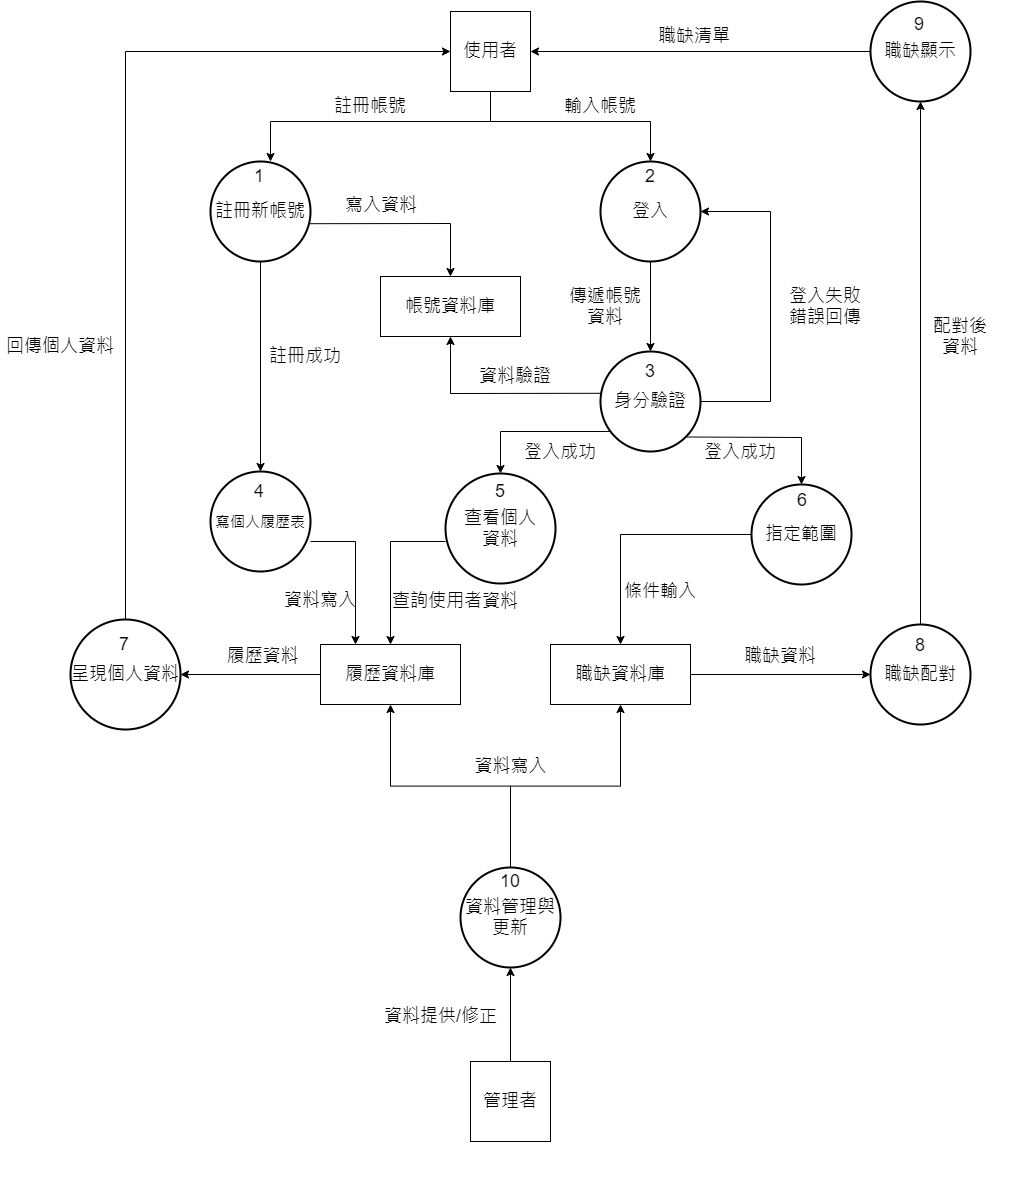 9
職缺顯示
職缺清單
使用者
註冊帳號
輸入帳號
1
註冊新帳號
寫入資料
2
登入
帳號資料庫
傳遞帳號
資料
登入失敗
錯誤回傳
回傳個人資料
註冊成功
配對後
資料
資料驗證
3
身分驗證
登入成功
登入成功
4
寫個人履歷表
5
查看個人
資料
6
指定範圍
資料寫入
查詢使用者資料
條件輸入
7
呈現個人資料
履歷資料
履歷資料庫
職缺資料庫
職缺資料
8
職缺配對
資料寫入
10
資料管理與
更新
資料提供/修正
管理者